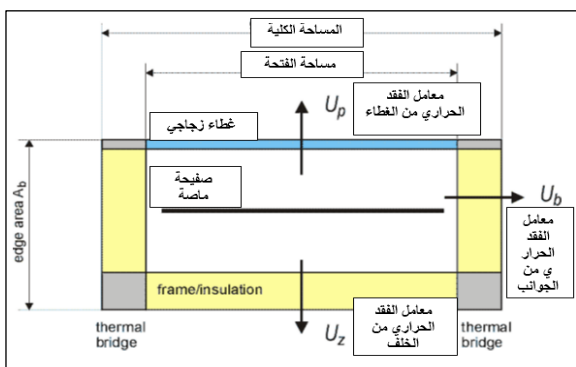 المساحة الكلية
مساحة الفتحة
معامل الفقد
الحراري من الغطاء
U_p
غطاء زجاجي
صفيحة
ماصة
U_b
معامل
الفقد
الحرار
ي من
الجوانب
edge area A_b
frame/insulation
معامل الفقد
الحراري من
الخلف
U_z
thermal
bridge
thermal
bridge